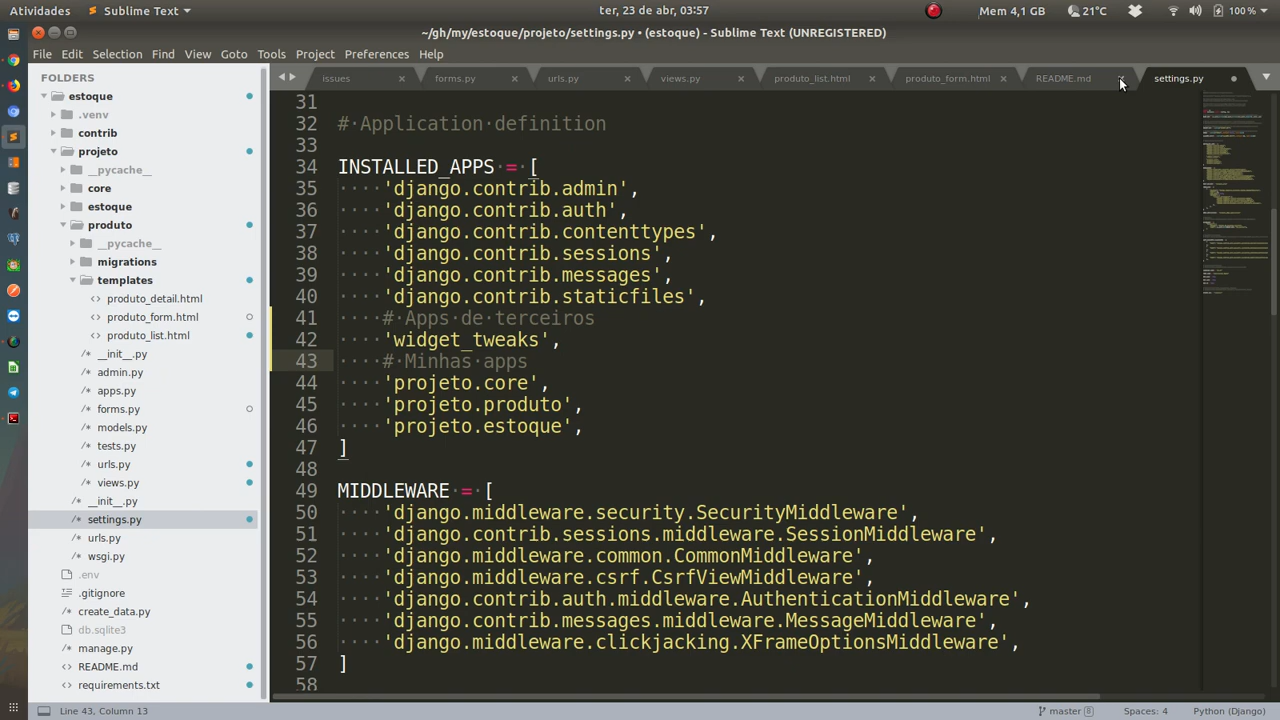 Atividades
Sublime Text
ter, 23 de abr, 03:57
Mem 4,1 GB
21°C
100 %
~/gh/my/estoque/projeto/settings.py • (estoque) - Sublime Text (UNREGISTERED)
File Edit Selection Find View Goto Tools Project Preferences Help
FOLDERS
estoque
.venv
contrib
projeto
__pycache__
core
estoque
produto
__pycache__
migrations
templates
produto_detail.html
produto_form.html
produto_list.html
__init__.py
admin.py
apps.py
forms.py
models.py
tests.py
urls.py
views.py
__init__.py
settings.py
urls.py
wsgi.py
.env
.gitignore
create_data.py
db.sqlite3
manage.py
README.md
requirements.txt
issues
forms.py
urls.py
views.py
produto_list.html
produto_form.html
README.md
settings.py
31
32 # Application definition
33
34 INSTALLED_APPS = [
35 'django.contrib.admin',
36 'django.contrib.auth',
37 'django.contrib.contenttypes',
38 'django.contrib.sessions',
39 'django.contrib.messages',
40 'django.contrib.staticfiles',
41 # Apps de terceiros
42 'widget_tweaks',
43 # Minhas apps
44 'projeto.core',
45 'projeto.produto',
46 'projeto.estoque',
47 ]
48
49 MIDDLEWARE = [
50 'django.middleware.security.SecurityMiddleware',
51 'django.contrib.sessions.middleware.SessionMiddleware',
52 'django.middleware.common.CommonMiddleware',
53 'django.middleware.csrf.CsrfViewMiddleware',
54 'django.contrib.auth.middleware.AuthenticationMiddleware',
55 'django.contrib.messages.middleware.MessageMiddleware',
56 'django.middleware.clickjacking.XFrameOptionsMiddleware',
57 ]
58
Line 43, Column 13
master 8
Spaces: 4
Python (Django)